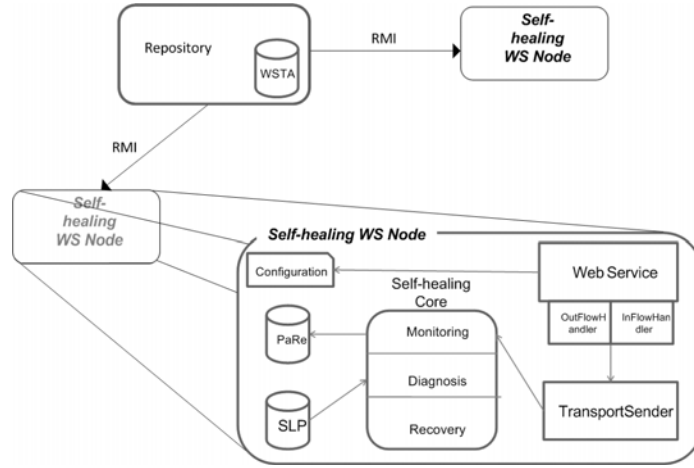 Repository
WSTA
RMI
Self-
healing
WS Node
RMI
Self-
healing
WS Node
Self-healing WS Node
Configuration
Web Service
Self-healing
Core
OutFlowH
andler
InFlowHan
dler
PaRe
Monitoring
Diagnosis
SLP
Recovery
TransportSender